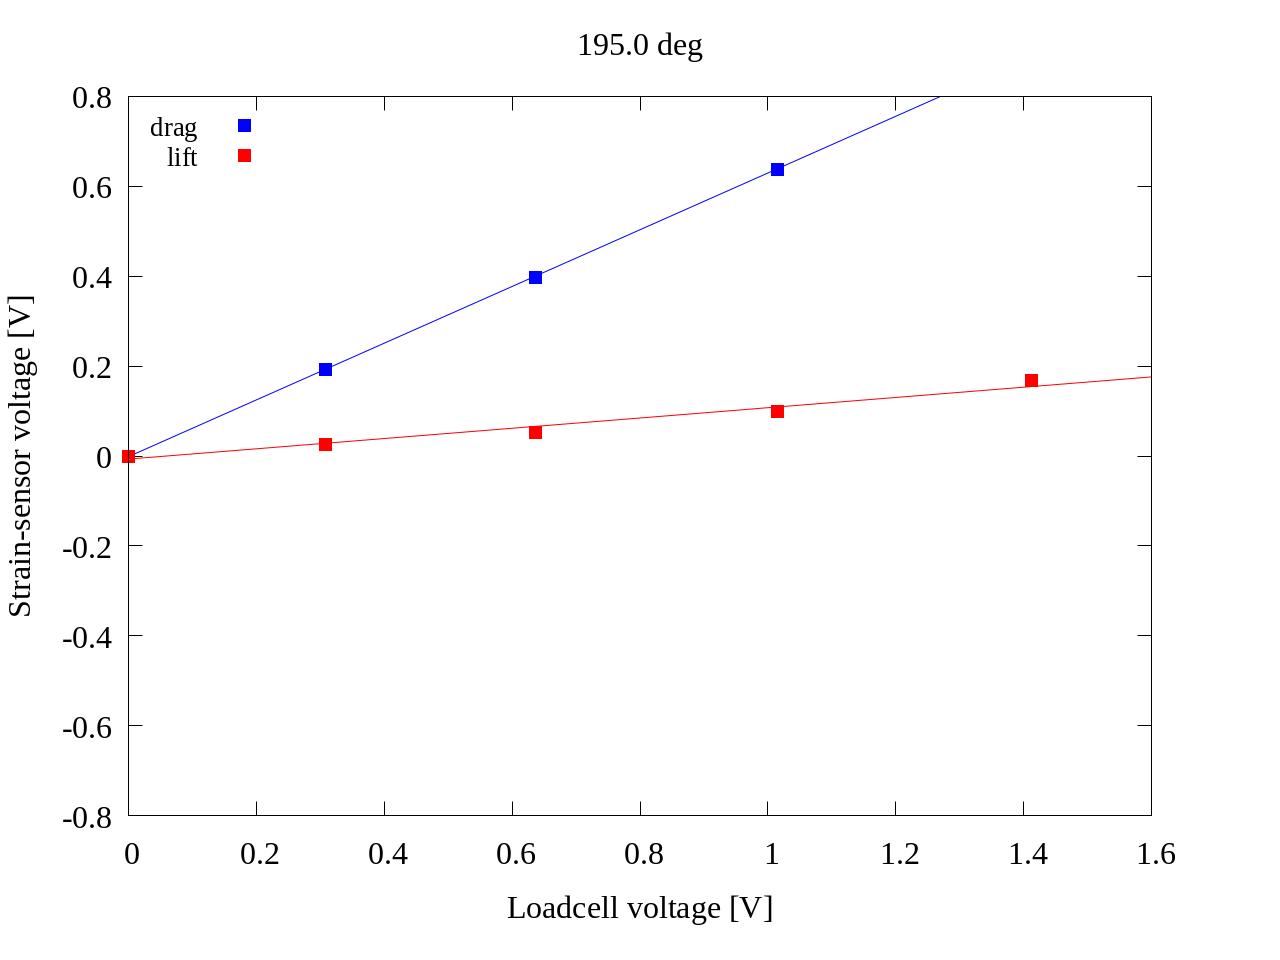 195.0 deg
drag
lift
0.8
0.6
0.4
0.2
0
-0.2
-0.4
-0.6
-0.8
Strain-sensor voltage [V]
0 0.2 0.4 0.6 0.8 1 1.2 1.4 1.6
Loadcell voltage [V]